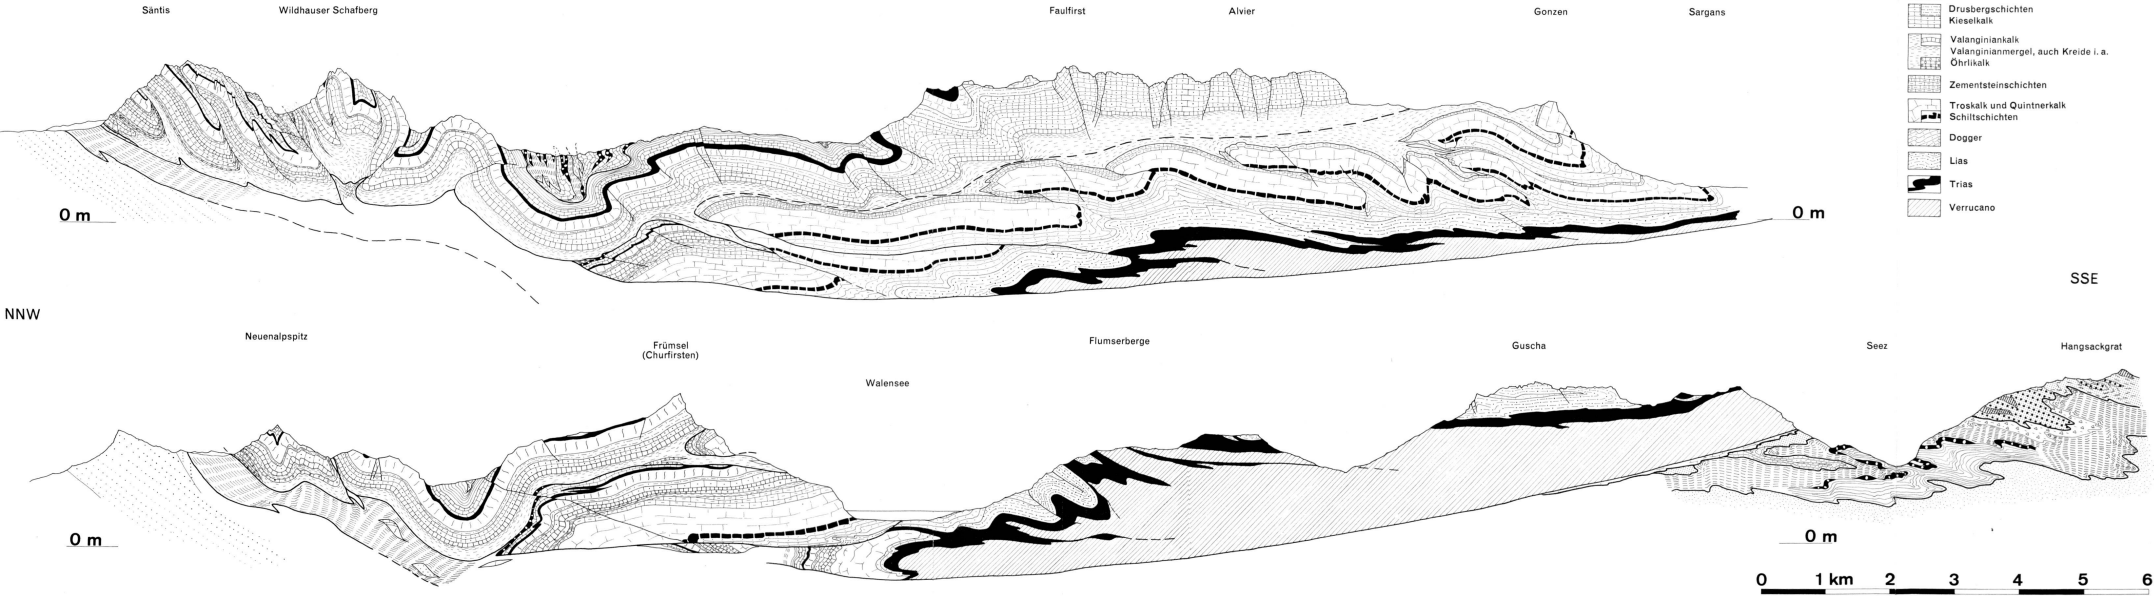 Säntis
Wildhauser Schafberg
Faulfirst
Alvier
Gonzen
Sargans
Drusbergschichten
Kieselkalk
Valanginiankalk
Valanginianmergel, auch Kreide i. a.
Öhrlikalk
Zementsteinschichten
Troskalk und Quintnerkalk
Schiltschichten
Dogger
Lias
Trias
Verrucano
0 m
0 m
NNW
SSE
Neuenalpspitz
Frümsel
(Churfirsten)
Walensee
Flumserberge
Guscha
Seez
Hangsackgrat
0 m
0 m
0 1 km 2 3 4 5 6